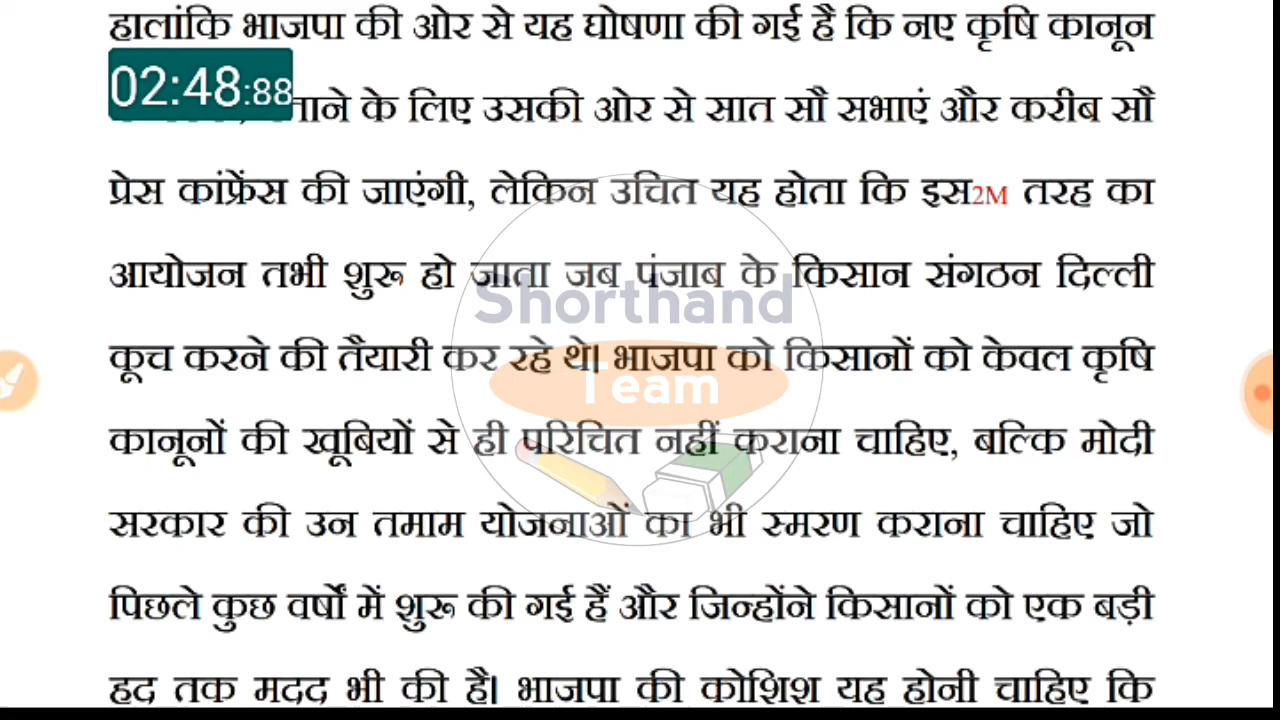 हालांकि भाजपा की ओर से यह घोषणा की गई है कि नए कृषि कानून
02:48:88 के लिए उसकी ओर से सात सौ सभाएं और करीब सौ
प्रेस कांफ्रेंस की जाएंगी, लेकिन उचित यह होता कि इस2M तरह का
आयोजन तभी शुरू हो जाता जब पंजाब के किसान संगठन दिल्ली
Shorthand
कूच करने की तैयारी कर रहे थे। भाजपा को किसानों को केवल कृषि
Team
कानूनों की खूबियों से ही परिचित नहीं कराना चाहिए, बल्कि मोदी
सरकार की उन तमाम योजनाओं का भी स्मरण कराना चाहिए जो
पिछले कुछ वर्षों में शुरू की गई हैं और जिन्होंने किसानों को एक बड़ी
हद तक मदद भी की है। भाजपा की कोशिश यह होनी चाहिए कि